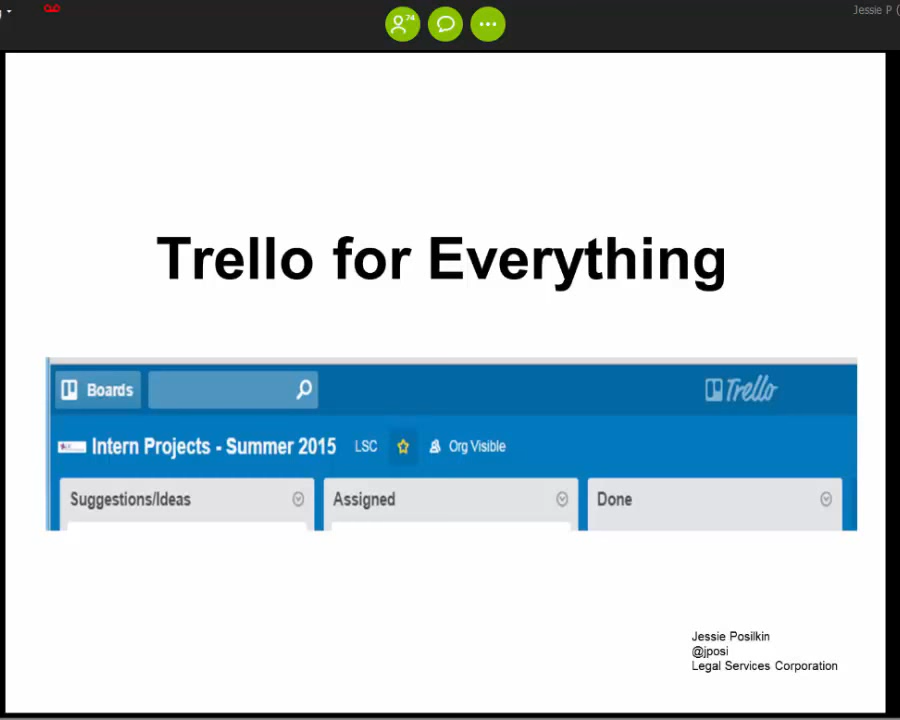 74
Jessie P (
Trello for Everything
Boards
Trello
Intern Projects - Summer 2015 LSC Org Visible
Suggestions/Ideas Assigned Done
Jessie Posilkin
@jposi
Legal Services Corporation